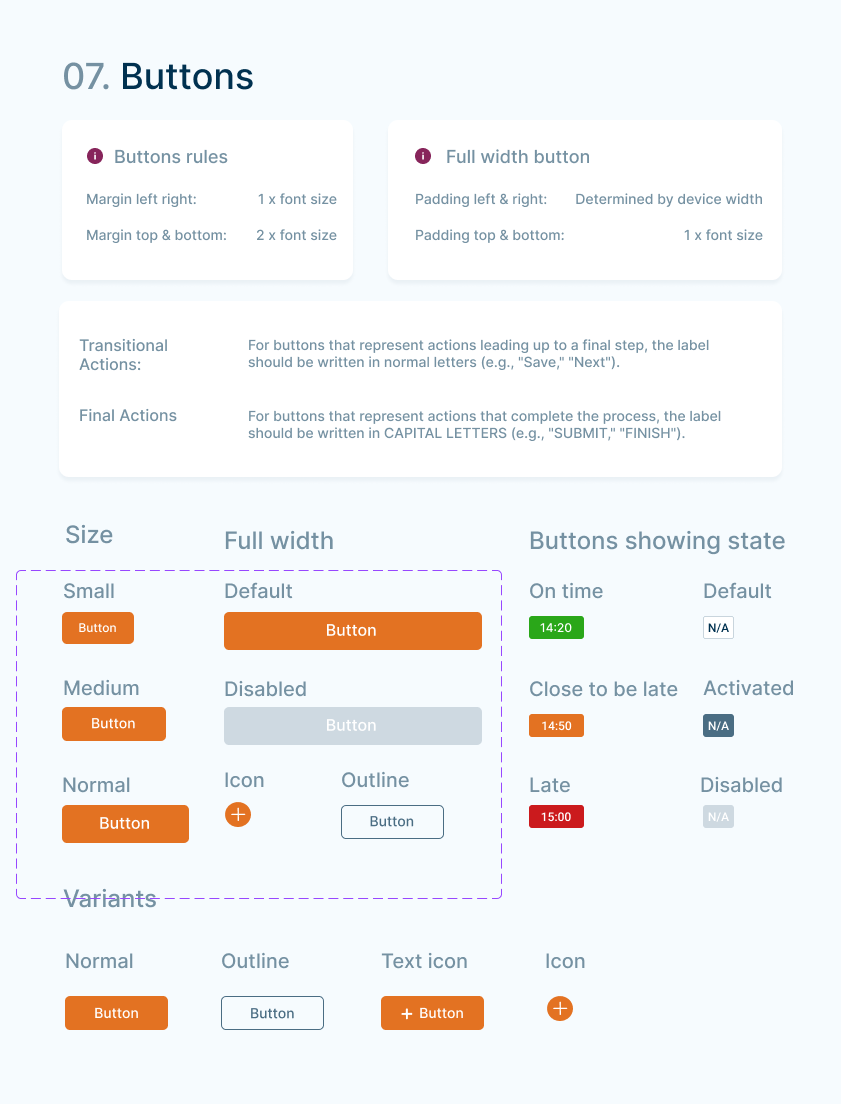 07. Buttons
Buttons rules
Margin left right: 1 x font size
Margin top & bottom: 2 x font size
Full width button
Padding left & right: Determined by device width
Padding top & bottom: 1 x font size
Transitional
Actions:
For buttons that represent actions leading up to a final step, the label
should be written in normal letters (e.g., "Save," "Next").
Final Actions
For buttons that represent actions that complete the process, the label
should be written in CAPITAL LETTERS (e.g., "SUBMIT," "FINISH").
Size
Small
Button
Medium
Button
Normal
Button
Full width
Default
Button
Disabled
Button
Icon
Outline
Button
Buttons showing state
On time
14:20
Default
N/A
Close to be late
14:50
Activated
N/A
Late
15:00
Disabled
N/A
Variants
Normal
Button
Outline
Button
Text icon
+ Button
Icon